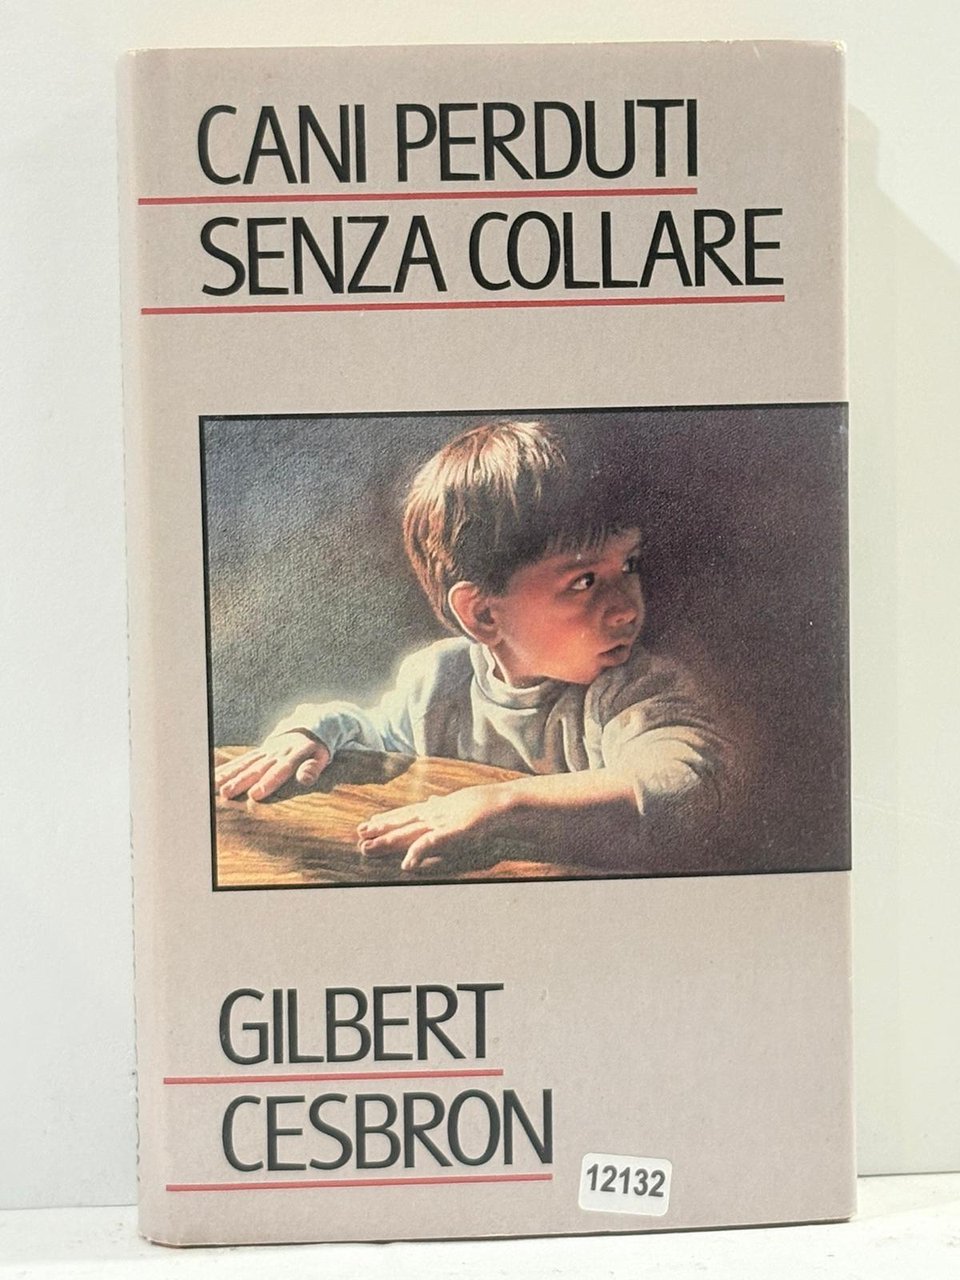 CANI PERDUTI
SENZA COLLARE
GILBERT
CESBRON
12132